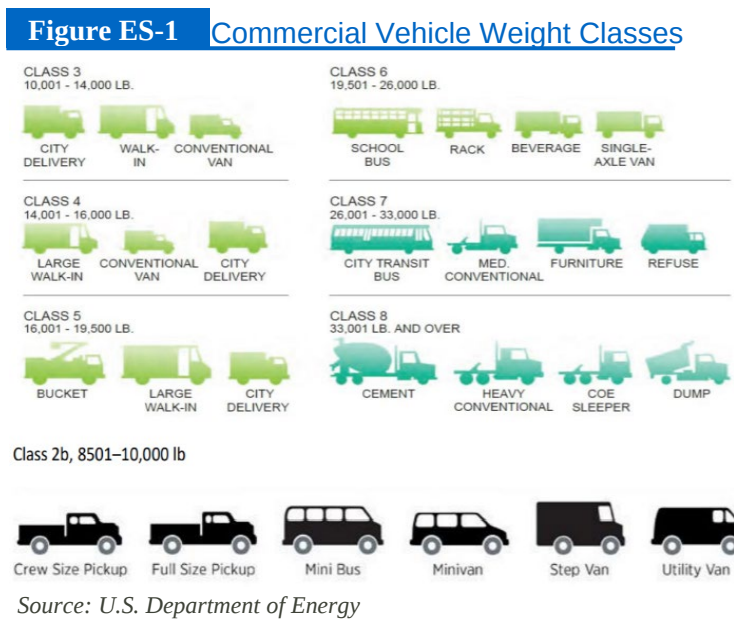 Figure ES-1 Commercial Vehicle Weight Classes
CLASS 3
10,001 - 14,000 LB.
CITY
DELIVERY
WALK-
IN
CONVENTIONAL
VAN
CLASS 4
14,001 - 16,000 LB.
LARGE
WALK-IN
CONVENTIONAL
VAN
CITY
DELIVERY
CLASS 5
16,001 - 19,500 LB.
BUCKET
LARGE
WALK-IN
CITY
DELIVERY
CLASS 6
19,501 - 26,000 LB.
SCHOOL
BUS
RACK
BEVERAGE
SINGLE-
AXLE VAN
CLASS 7
26,001 - 33,000 LB.
CITY TRANSIT
BUS
MED.
CONVENTIONAL
FURNITURE
REFUSE
CLASS 8
33,001 LB. AND OVER
CEMENT
HEAVY
CONVENTIONAL
COE
SLEEPER
DUMP
Class 2b, 8501–10,000 lb
Crew Size Pickup
Full Size Pickup
Mini Bus
Minivan
Step Van
Utility Van
Source: U.S. Department of Energy